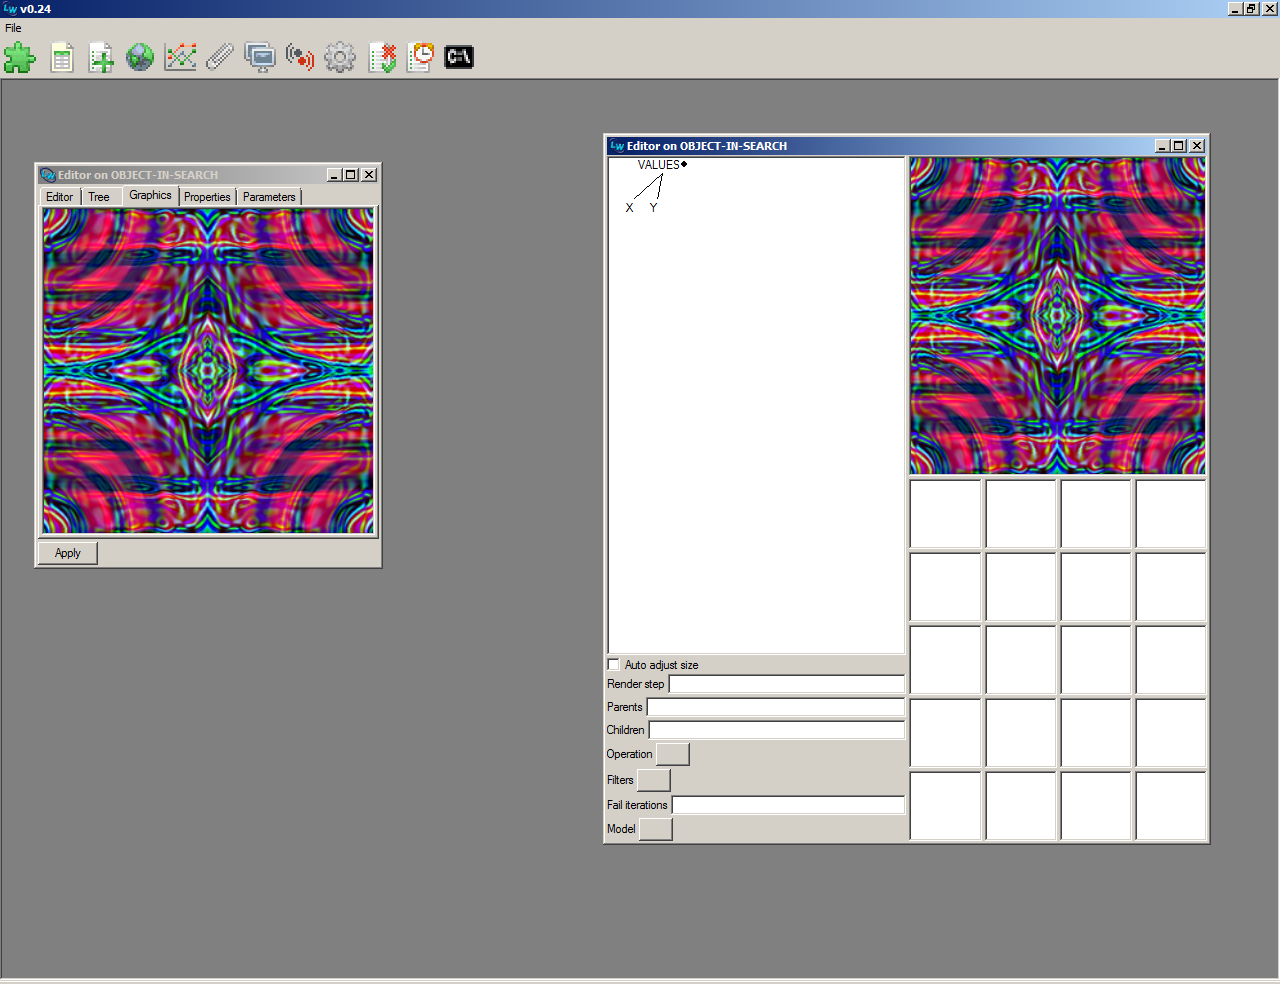 v0.24
File
C:\
Editor on OBJECT-IN-SEARCH
Editor Tree Graphics Properties Parameters
Apply
Editor on OBJECT-IN-SEARCH
VALUES
X Y
Auto adjust size
Render step
Parents
Children
Operation
Filters
Fail iterations
Model